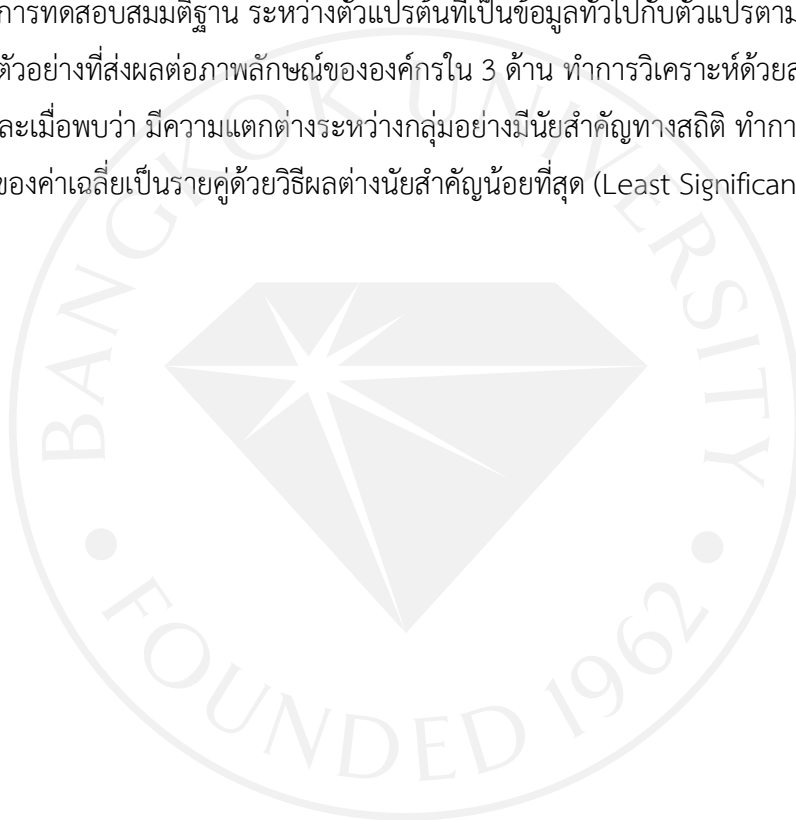 การทดสอบสมมติฐาน ระหว่างตัวแปรต้นที่เป็นข้อมูลทั่วไปกับตัวแปรตาม
ตัวอย่างที่ส่งผลต่อภาพลักษณ์ขององค์กรใน 3 ด้าน ทำการวิเคราะห์ด้วย
ละเมื่อพบว่า มีความแตกต่างระหว่างกลุ่มอย่างมีนัยสำคัญทางสถิติ ทำกา
ของค่าเฉลี่ยเป็นรายคู่ด้วยวิธีผลต่างนัยสำคัญน้อยที่สุด (Least Significan
BANGKOK UNIVERSITY
FOUNDED 1962